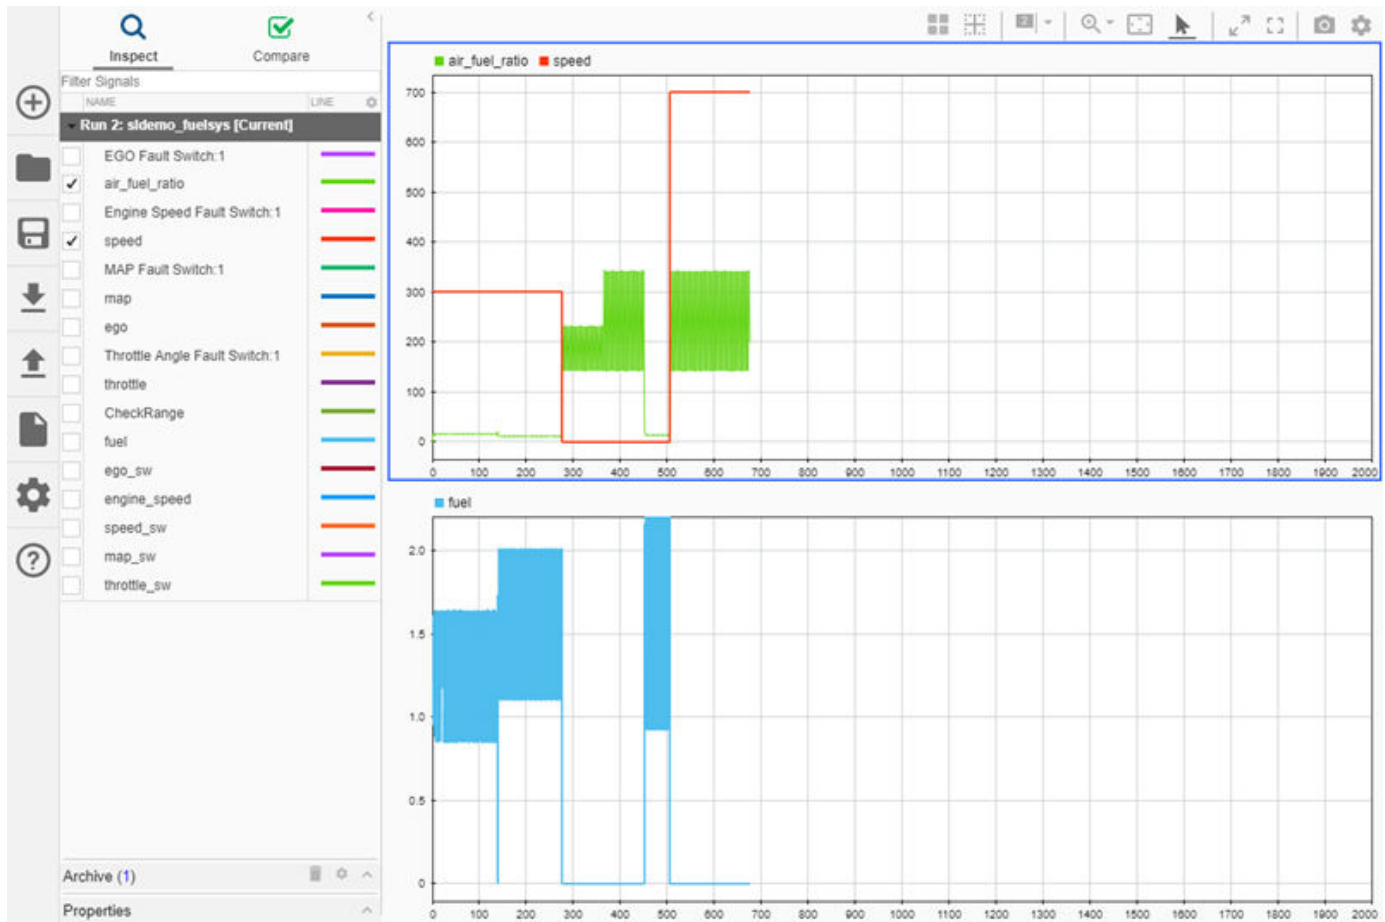 Inspect
Compare
Filter Signals
NAME LINE
Run 2: sldemo_fuelsys [Current]
EGO Fault Switch:1
air_fuel_ratio
Engine Speed Fault Switch:1
speed
MAP Fault Switch:1
map
ego
Throttle Angle Fault Switch:1
throttle
CheckRange
fuel
ego_sw
engine_speed
speed_sw
map_sw
throttle_sw
Archive (1)
Properties
2
air_fuel_ratio speed
700
600
500
400
300
200
100
0
0 100 200 300 400 500 600 700 800 900 1000 1100 1200 1300 1400 1500 1600 1700 1800 1900 2000
fuel
2.0
1.5
1.0
0.5
0
0 100 200 300 400 500 600 700 800 900 1000 1100 1200 1300 1400 1500 1600 1700 1800 1900 2000